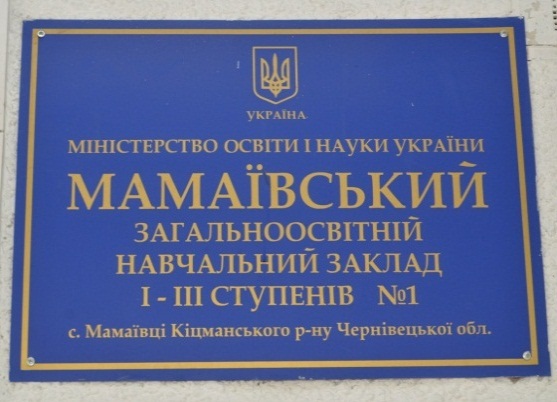 УКРАЇНА
МІНІСТЕРСТВО ОСВІТИ І НАУКИ УКРАЇНИ
МАМАЇВСЬКИЙ
ЗАГАЛЬНООСВІТНІЙ
НАВЧАЛЬНИЙ ЗАКЛАД
І - ІІІ СТУПЕНІВ №1
с. Мамаївці Кіцманського р-ну Чернівецької обл.